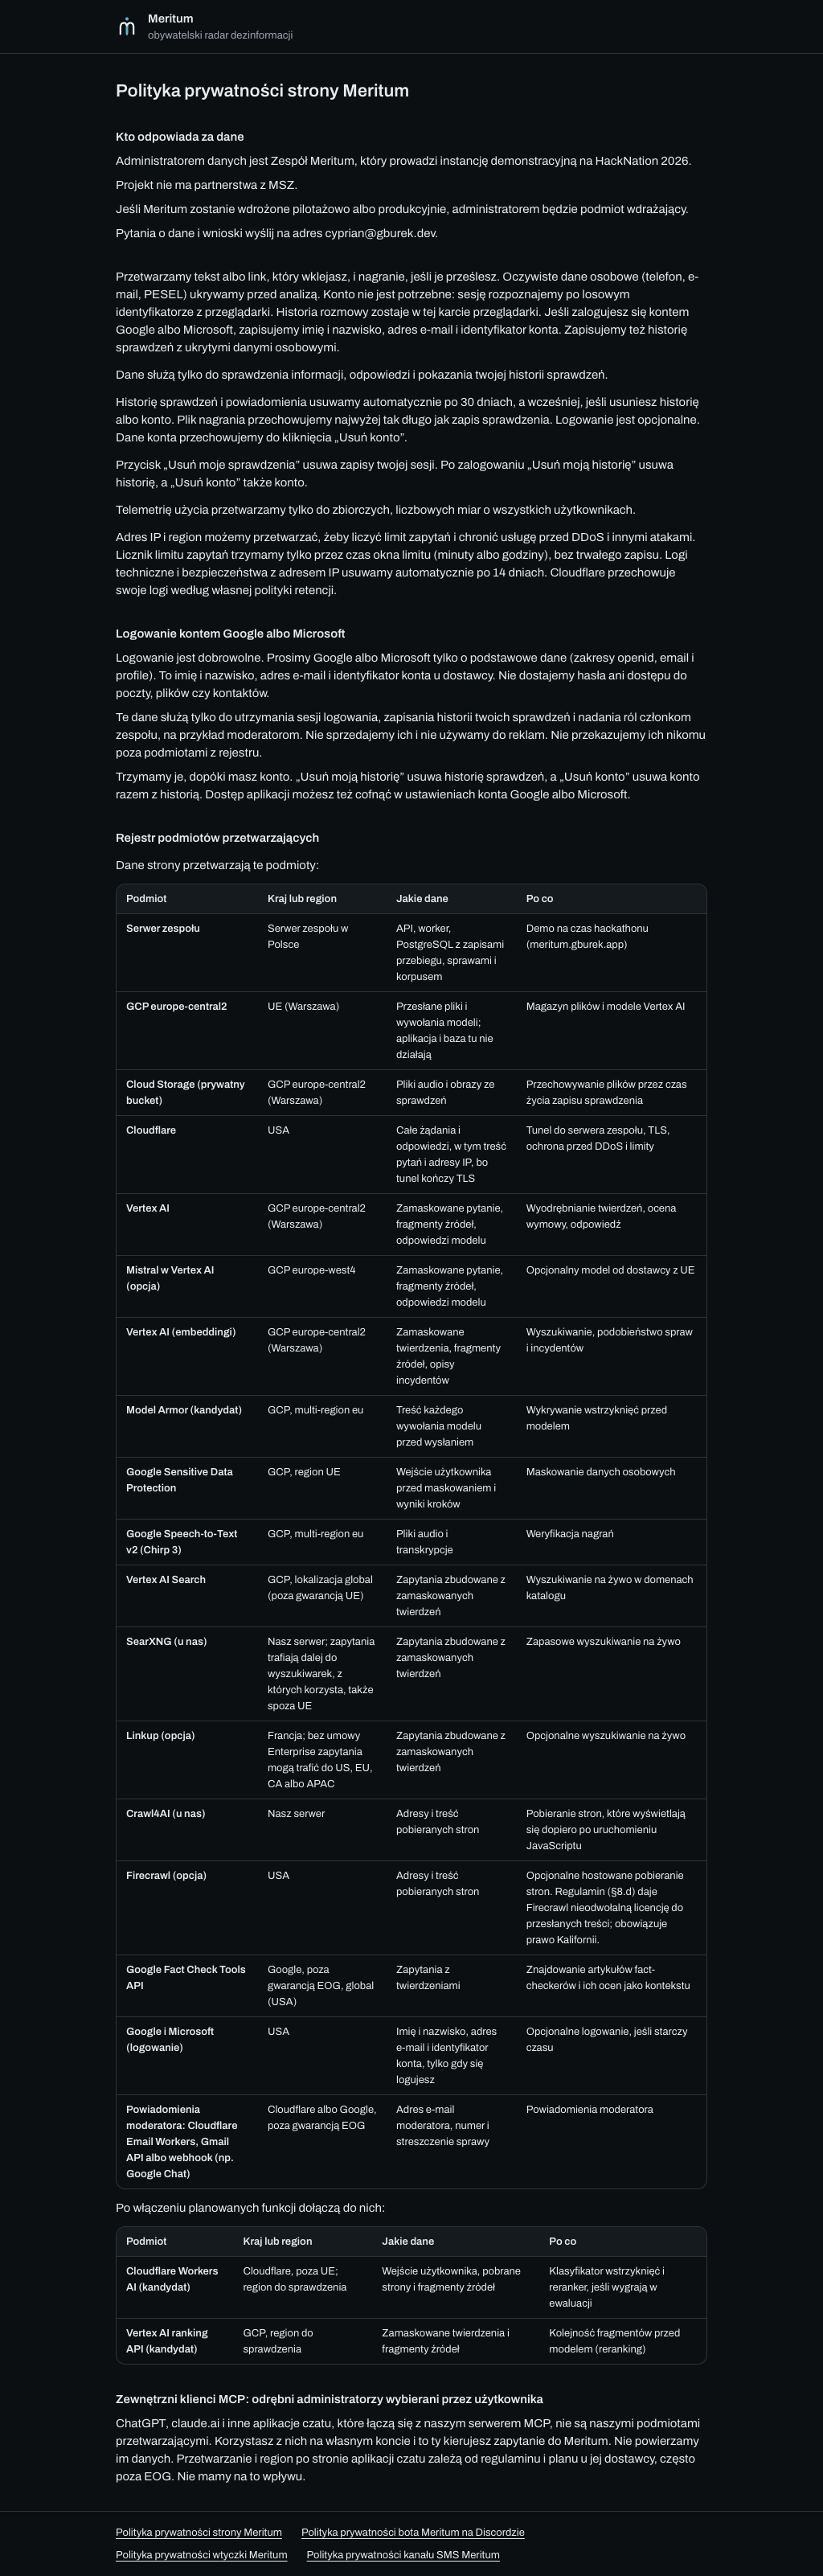 Meritum
obywatelski radar dezinformacji
Polityka prywatności strony Meritum
Kto odpowiada za dane
Administratorem danych jest Zespół Meritum, który prowadzi instancję demonstracyjną na HackNation 2026.
Projekt nie ma partnerstwa z MSZ.
Jeśli Meritum zostanie wdrożone pilotażowo albo produkcyjnie, administratorem będzie podmiot wdrażający.
Pytania o dane i wnioski wyślij na adres cyprian@gburek.dev.
Przetwarzamy tekst albo link, który wklejasz, i nagranie, jeśli je prześlesz. Oczywiste dane osobowe (telefon, e-
mail, PESEL) ukrywamy przed analizą. Konto nie jest potrzebne: sesję rozpoznajemy po losowym
identyfikatorze z przeglądarki. Historia rozmowy zostaje w tej karcie przeglądarki. Jeśli zalogujesz się kontem
Google albo Microsoft, zapisujemy imię i nazwisko, adres e-mail i identyfikator konta. Zapisujemy też historię
sprawdzeń z ukrytymi danymi osobowymi.
Dane służą tylko do sprawdzenia informacji, odpowiedzi i pokazania twojej historii sprawdzeń.
Historię sprawdzeń i powiadomienia usuwamy automatycznie po 30 dniach, a wcześniej, jeśli usuniesz historię
albo konto. Plik nagrania przechowujemy najwyżej tak długo jak zapis sprawdzenia. Logowanie jest opcjonalne.
Dane konta przechowujemy do kliknięcia „Usuń konto”.
Przycisk „Usuń moje sprawdzenia” usuwa zapisy twojej sesji. Po zalogowaniu „Usuń moją historię” usuwa
historię, a „Usuń konto” także konto.
Telemetrię użycia przetwarzamy tylko do zbiorczych, liczbowych miar o wszystkich użytkownikach.
Adres IP i region możemy przetwarzać, żeby liczyć limit zapytań i chronić usługę przed DDoS i innymi atakami.
Licznik limitu zapytań trzymamy tylko przez czas okna limitu (minuty albo godziny), bez trwałego zapisu. Logi
techniczne i bezpieczeństwa z adresem IP usuwamy automatycznie po 14 dniach. Cloudflare przechowuje
swoje logi według własnej polityki retencji.
Logowanie kontem Google albo Microsoft
Logowanie jest dobrowolne. Prosimy Google albo Microsoft tylko o podstawowe dane (zakresy openid, email i
profile). To imię i nazwisko, adres e-mail i identyfikator konta u dostawcy. Nie dostajemy hasła ani dostępu do
poczty, plików czy kontaktów.
Te dane służą tylko do utrzymania sesji logowania, zapisania historii twoich sprawdzeń i nadania ról członkom
zespołu, na przykład moderatorom. Nie sprzedajemy ich i nie używamy do reklam. Nie przekazujemy ich nikomu
poza podmiotami z rejestru.
Trzymamy je, dopóki masz konto. „Usuń moją historię” usuwa historię sprawdzeń, a „Usuń konto” usuwa konto
razem z historią. Dostęp aplikacji możesz też cofnąć w ustawieniach konta Google albo Microsoft.
Rejestr podmiotów przetwarzających
Dane strony przetwarzają te podmioty:
Podmiot Kraj lub region Jakie dane Po co
Serwer zespołu Serwer zespołu w API, worker, Demo na czas hackathonu
Polsce PostgreSQL z zapisami (meritum.gburek.app)
przebiegu, sprawami i
korpusem
GCP europe-central2 UE (Warszawa) Przesłane pliki i Magazyn plików i modele Vertex AI
wywołania modeli;
aplikacja i baza tu nie
działają
Cloud Storage (prywatny GCP europe-central2 Pliki audio i obrazy ze Przechowywanie plików przez czas
bucket) (Warszawa) sprawdzeń życia zapisu sprawdzenia
Cloudflare USA Całe żądania i Tunel do serwera zespołu, TLS,
odpowiedzi, w tym treść ochrona przed DDoS i limity
pytań i adresy IP, bo
tunel kończy TLS
Vertex AI GCP europe-central2 Zamaskowane pytanie, Wyodrębnianie twierdzeń, ocena
(Warszawa) fragmenty źródeł, wymowy, odpowiedź
odpowiedzi modelu
Mistral w Vertex AI GCP europe-west4 Zamaskowane pytanie, Opcjonalny model od dostawcy z UE
(opcja) fragmenty źródeł,
odpowiedzi modelu
Vertex AI (embeddingi) GCP europe-central2 Zamaskowane Wyszukiwanie, podobieństwo spraw
(Warszawa) twierdzenia, fragmenty i incydentów
źródeł, opisy
incydentów
Model Armor (kandydat) GCP, multi-region eu Treść każdego Wykrywanie wstrzyknięć przed
wywołania modelu modelem
przed wysłaniem
Google Sensitive Data GCP, region UE Wejście użytkownika Maskowanie danych osobowych
Protection przed maskowaniem i
wyniki kroków
Google Speech-to-Text GCP, multi-region eu Pliki audio i Weryfikacja nagrań
v2 (Chirp 3) transkrypcje
Vertex AI Search GCP, lokalizacja global Zapytania zbudowane z Wyszukiwanie na żywo w domenach
(poza gwarancją UE) zamaskowanych katalogu
twierdzeń
SearXNG (u nas) Nasz serwer; zapytania Zapytania zbudowane z Zapasowe wyszukiwanie na żywo
trafiają dalej do zamaskowanych
wyszukiwarek, z twierdzeń
których korzysta, także
spoza UE
Linkup (opcja) Francja; bez umowy Zapytania zbudowane z Opcjonalne wyszukiwanie na żywo
Enterprise zapytania zamaskowanych
mogą trafić do US, EU, twierdzeń
CA albo APAC
Crawl4AI (u nas) Nasz serwer Adresy i treść Pobieranie stron, które wyświetlają
pobieranych stron się dopiero po uruchomieniu
JavaScriptu
Firecrawl (opcja) USA Adresy i treść Opcjonalne hostowane pobieranie
pobieranych stron stron. Regulamin (§8.d) daje
Firecrawl nieodwołalną licencję do
przesłanych treści; obowiązuje
prawo Kalifornii.
Google Fact Check Tools Google, poza Zapytania z Znajdowanie artykułów fact-
API gwarancją EOG, global twierdzeniami checkerów i ich ocen jako kontekstu
(USA)
Google i Microsoft USA Imię i nazwisko, adres Opcjonalne logowanie, jeśli starczy
(logowanie) e-mail i identyfikator czasu
konta, tylko gdy się
logujesz
Powiadomienia Cloudflare albo Google, Adres e-mail Powiadomienia moderatora
moderatora: Cloudflare poza gwarancją EOG moderatora, numer i
Email Workers, Gmail streszczenie sprawy
API albo webhook (np.
Google Chat)
Po włączeniu planowanych funkcji dołączą do nich:
Podmiot Kraj lub region Jakie dane Po co
Cloudflare Workers Cloudflare, poza UE; Wejście użytkownika, pobrane Klasyfikator wstrzyknięć i
AI (kandydat) region do sprawdzenia strony i fragmenty źródeł reranker, jeśli wygrają w
ewaluacji
Vertex AI ranking GCP, region do Zamaskowane twierdzenia i Kolejność fragmentów przed
API (kandydat) sprawdzenia fragmenty źródeł modelem (reranking)
Zewnętrzni klienci MCP: odrębni administratorzy wybierani przez użytkownika
ChatGPT, claude.ai i inne aplikacje czatu, które łączą się z naszym serwerem MCP, nie są naszymi podmiotami
przetwarzającymi. Korzystasz z nich na własnym koncie i to ty kierujesz zapytanie do Meritum. Nie powierzamy
im danych. Przetwarzanie i region po stronie aplikacji czatu zależą od regulaminu i planu u jej dostawcy, często
poza EOG. Nie mamy na to wpływu.
Polityka prywatności strony Meritum Polityka prywatności bota Meritum na Discordzie
Polityka prywatności wtyczki Meritum Polityka prywatności kanału SMS Meritum